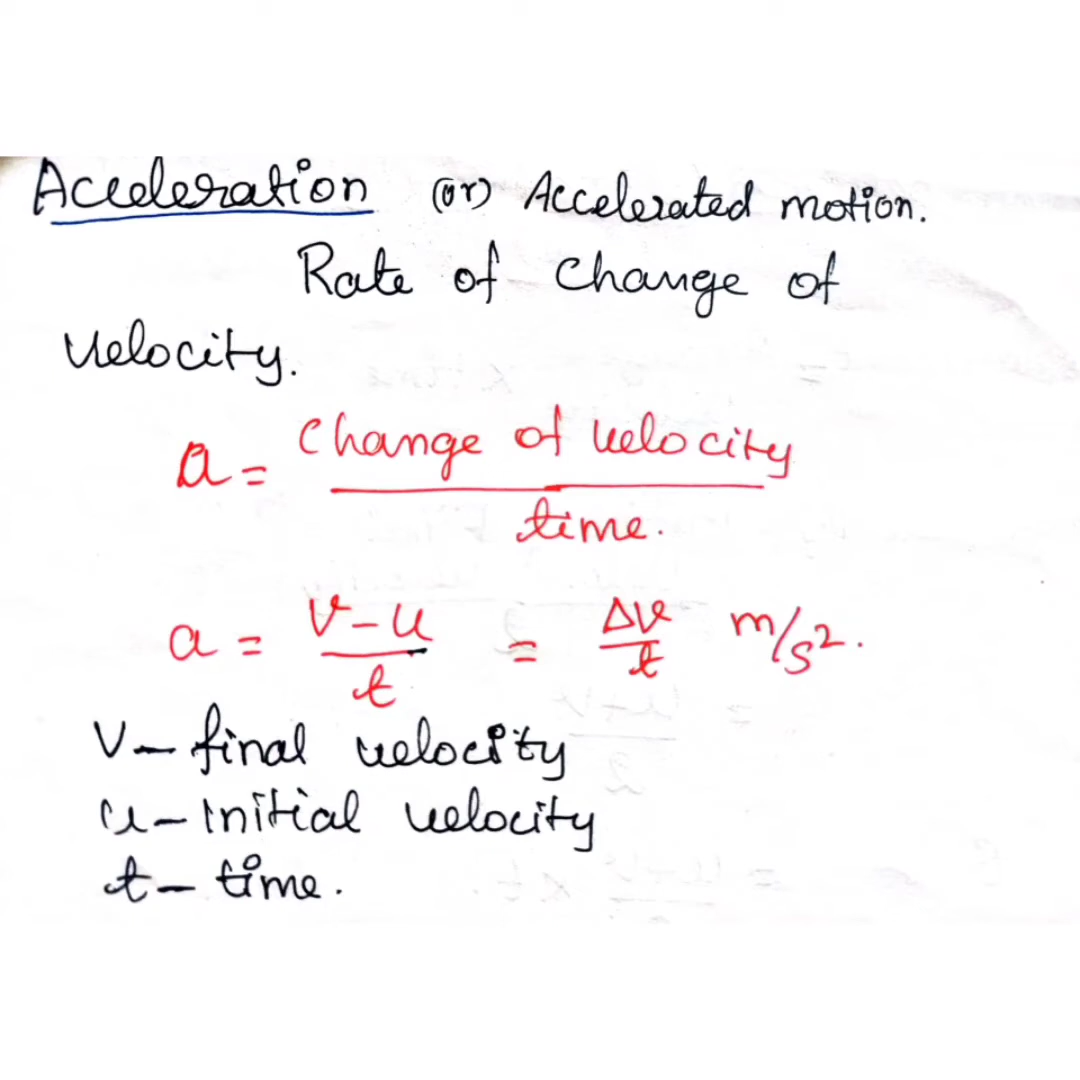 Acceleration (or) Accelerated motion.
Rate of change of
velocity.
a = change of velocity / time.
a = v-u / t = Δv / t m/s².
V - final velocity
u - initial velocity
t - time.